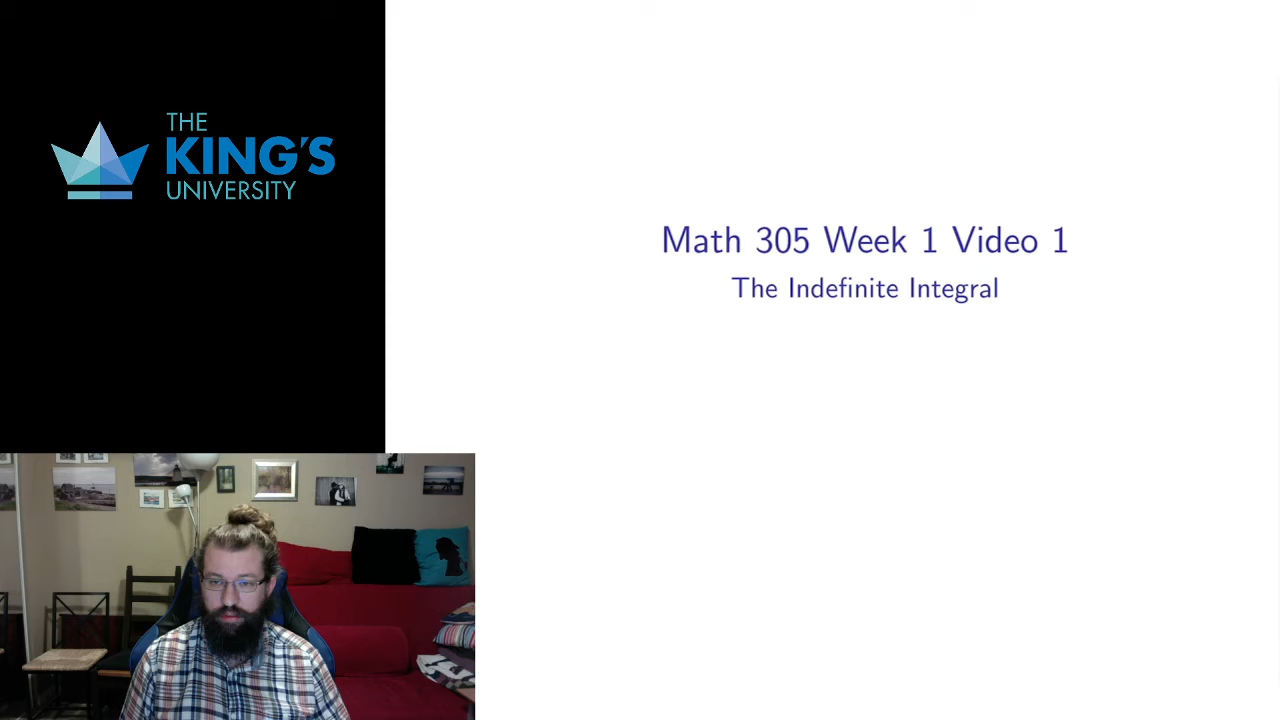 THE
KING'S
UNIVERSITY
Math 305 Week 1 Video 1
The Indefinite Integral